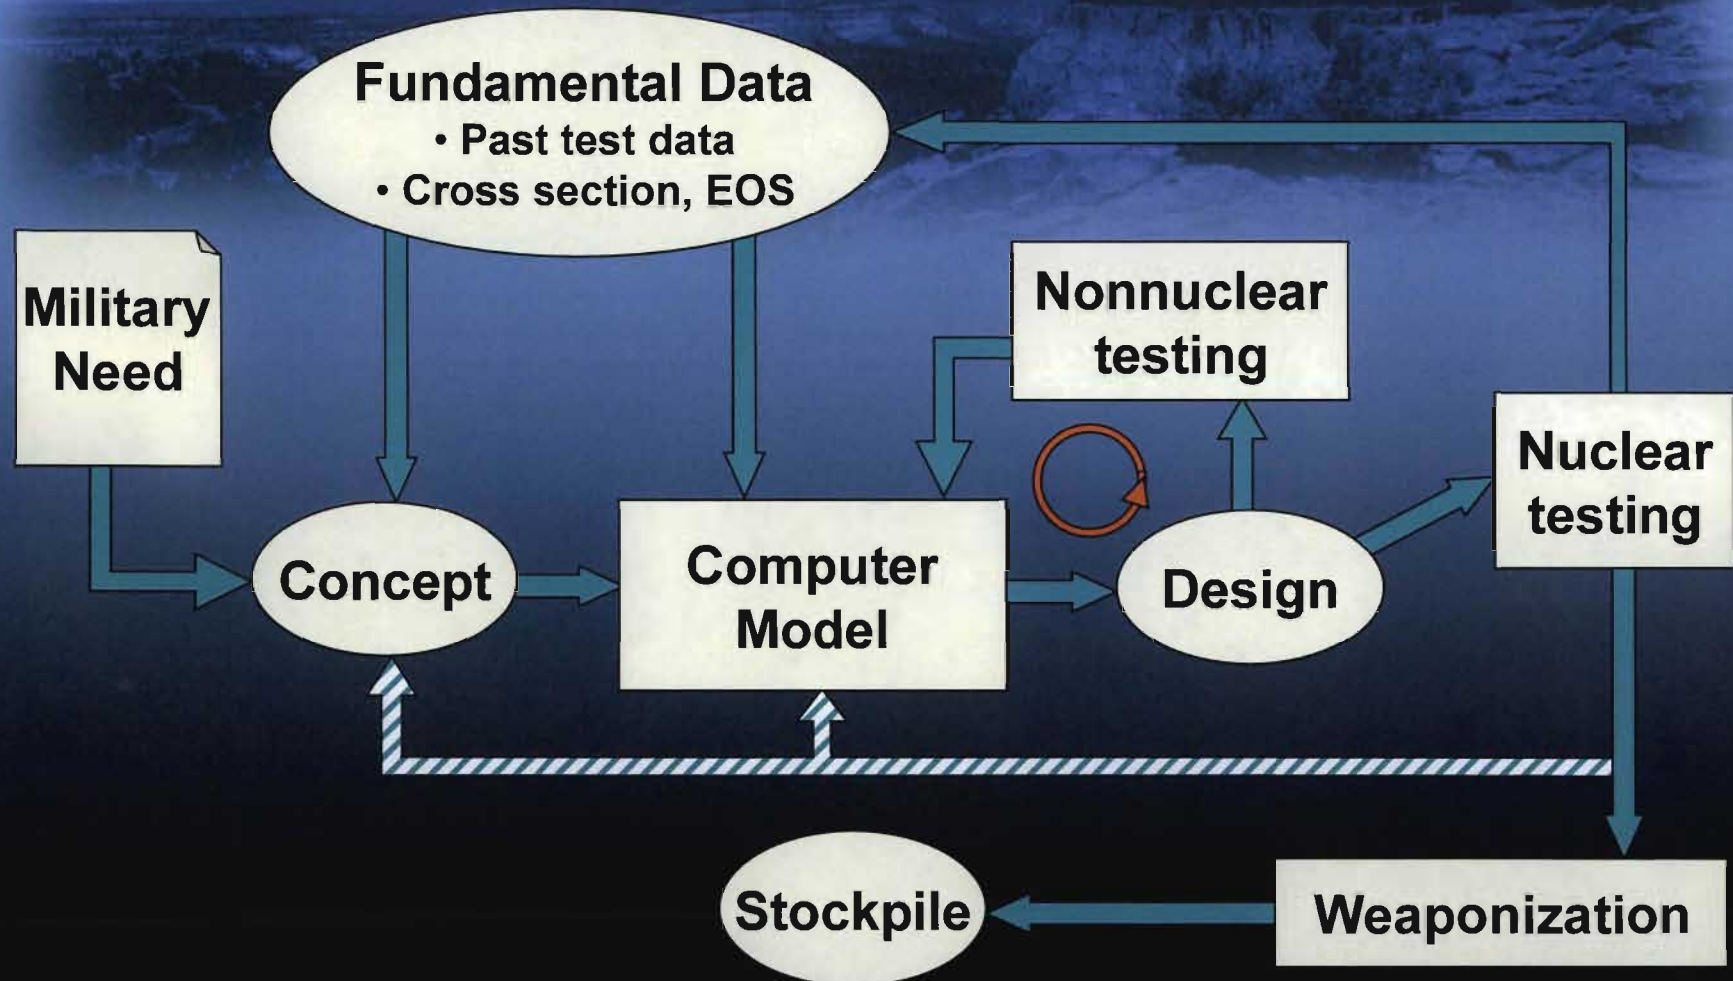 Fundamental Data
• Past test data
• Cross section, EOS
Military
Need
Nonnuclear
testing
Nuclear
testing
Concept
Computer
Model
Design
Stockpile
Weaponization